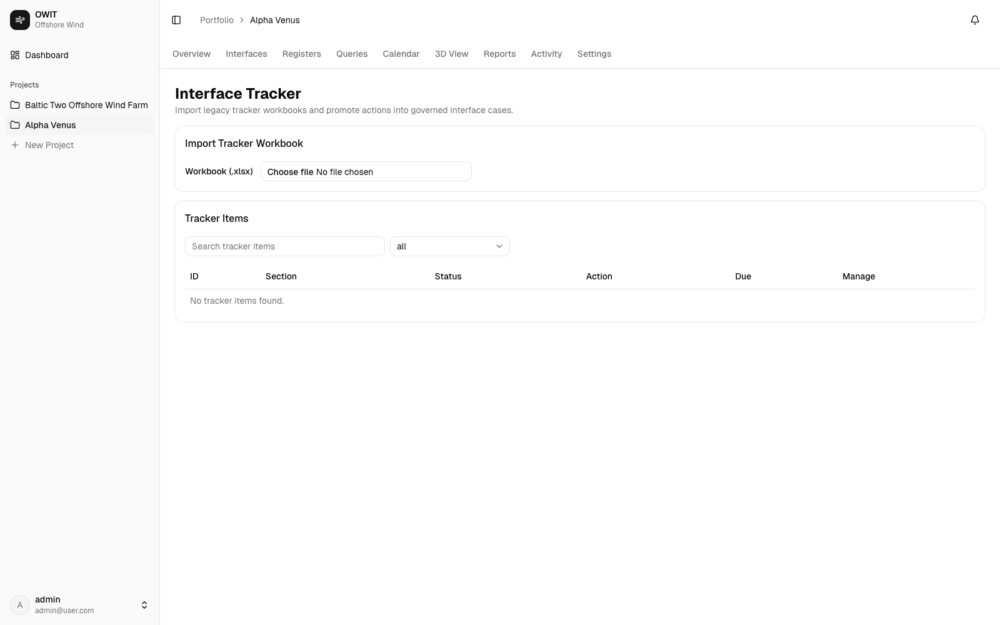 OWIT
Offshore Wind
Dashboard
Projects
Baltic Two Offshore Wind Farm
Alpha Venus
New Project
A
admin
admin@user.com
Portfolio > Alpha Venus
Overview Interfaces Registers Queries Calendar 3D View Reports Activity Settings
Interface Tracker
Import legacy tracker workbooks and promote actions into governed interface cases.
Import Tracker Workbook
Workbook (.xlsx) Choose file No file chosen
Tracker Items
Search tracker items all
ID Section Status Action Due Manage
No tracker items found.